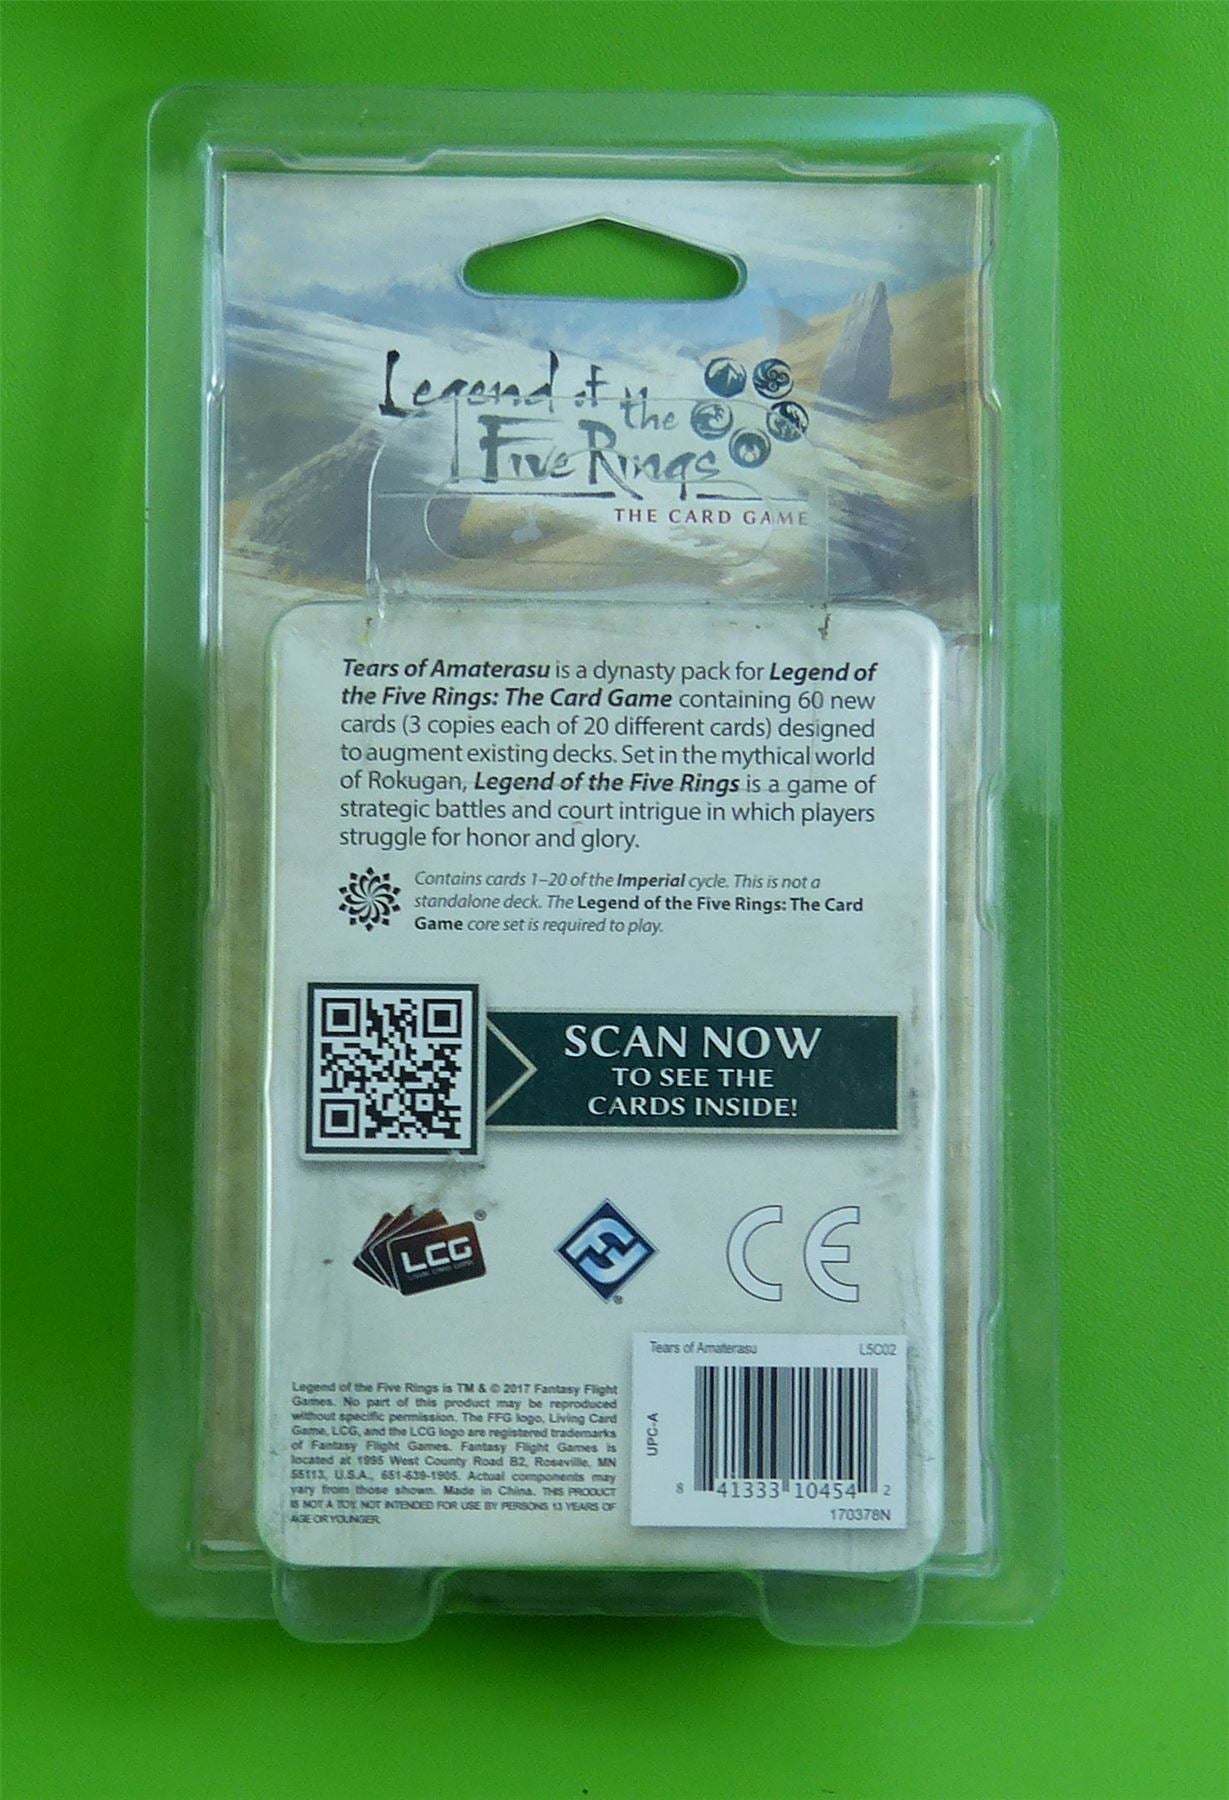 Legend of the
Five Rings
THE CARD GAME
Tears of Amaterasu is a dynasty pack for Legend of
the Five Rings: The Card Game containing 60 new
cards (3 copies each of 20 different cards) designed
to augment existing decks. Set in the mythical world
of Rokugan, Legend of the Five Rings is a game of
strategic battles and court intrigue in which players
struggle for honor and glory.
Contains cards 1–20 of the Imperial cycle. This is not a
standalone deck. The Legend of the Five Rings: The Card
Game core set is required to play.
SCAN NOW
TO SEE THE
CARDS INSIDE!
LCG®
LIVING CARD GAME
®
CE
Legend of the Five Rings is TM & © 2017 Fantasy Flight
Games. No part of this product may be reproduced
without specific permission. The FFG logo, Living Card
Game, LCG, and the LCG logo are registered trademarks
of Fantasy Flight Games. Fantasy Flight Games is
located at 1995 West County Road B2, Roseville, MN
55113, U.S.A., 651-639-1905. Actual components may
vary from those shown. Made in China. THIS PRODUCT
IS NOT A TOY. NOT INTENDED FOR USE BY PERSONS 13 YEARS OF
AGE OR YOUNGER.
Tears of Amaterasu L5C02
UPC-A
8 41333 10454 2
170378N